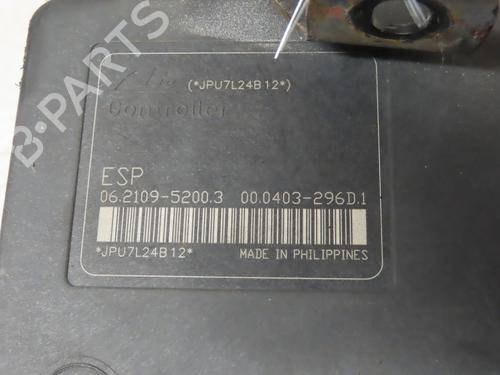 (*JPU7L24B12*)
Controller
ESP
06.2109-5200.3 00.0403-296D.1
*JPU7L24B12*
MADE IN PHILIPPINES
B-PARTS